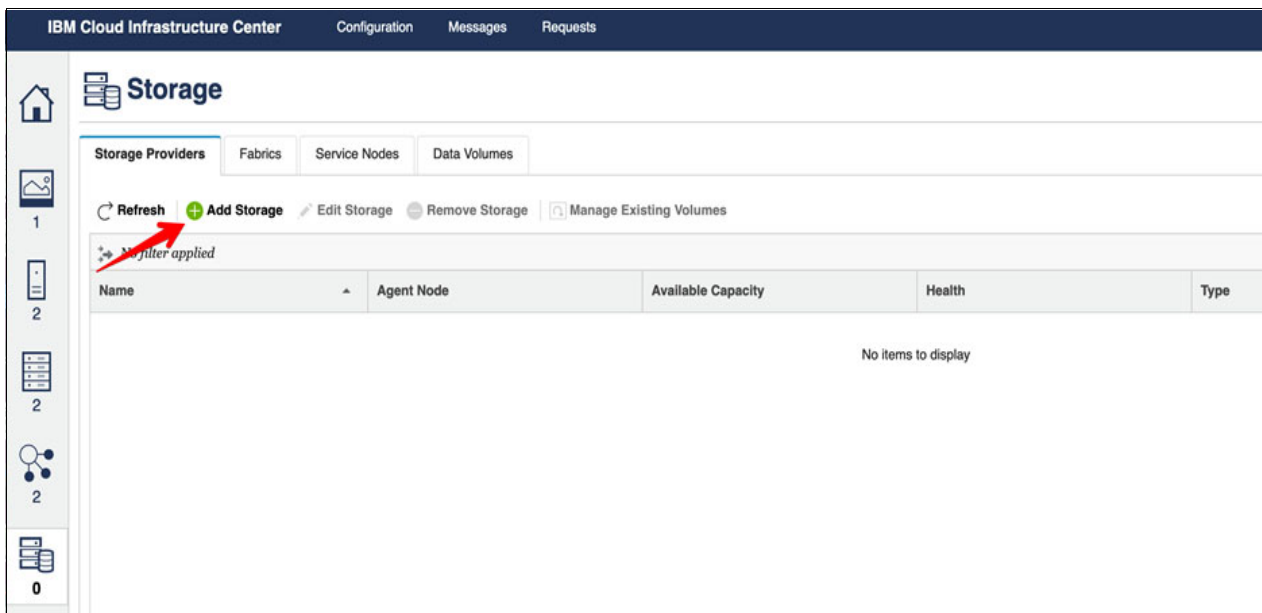 IBM Cloud Infrastructure Center Configuration Messages Requests
Storage
Storage Providers Fabrics Service Nodes Data Volumes
Refresh Add Storage Edit Storage Remove Storage Manage Existing Volumes
No filter applied
Name Agent Node Available Capacity Health Type
No items to display
1
2
2
2
0